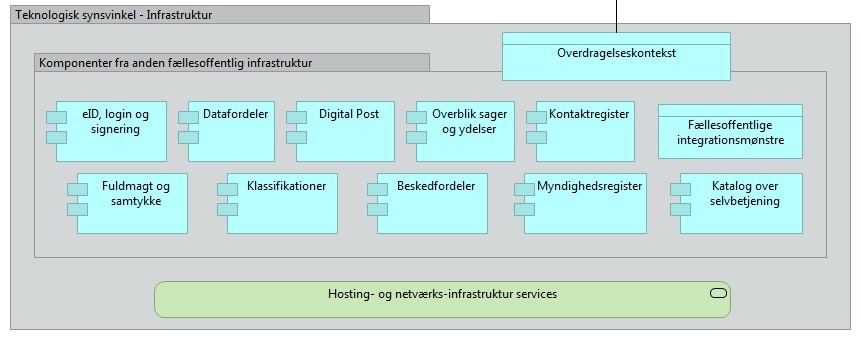 Teknologisk synsvinkel - Infrastruktur
Overdragelseskontekst
Komponenter fra anden fællesoffentlig infrastruktur
eID, login og
signering
Datafordeler
Digital Post
Overblik sager
og ydelser
Kontaktregister
Fællesoffentlige
integrationsmønstre
Fuldmagt og
samtykke
Klassifikationer
Beskedfordeler
Myndighedsregister
Katalog over
selvbetjening
Hosting- og netværks-infrastruktur services